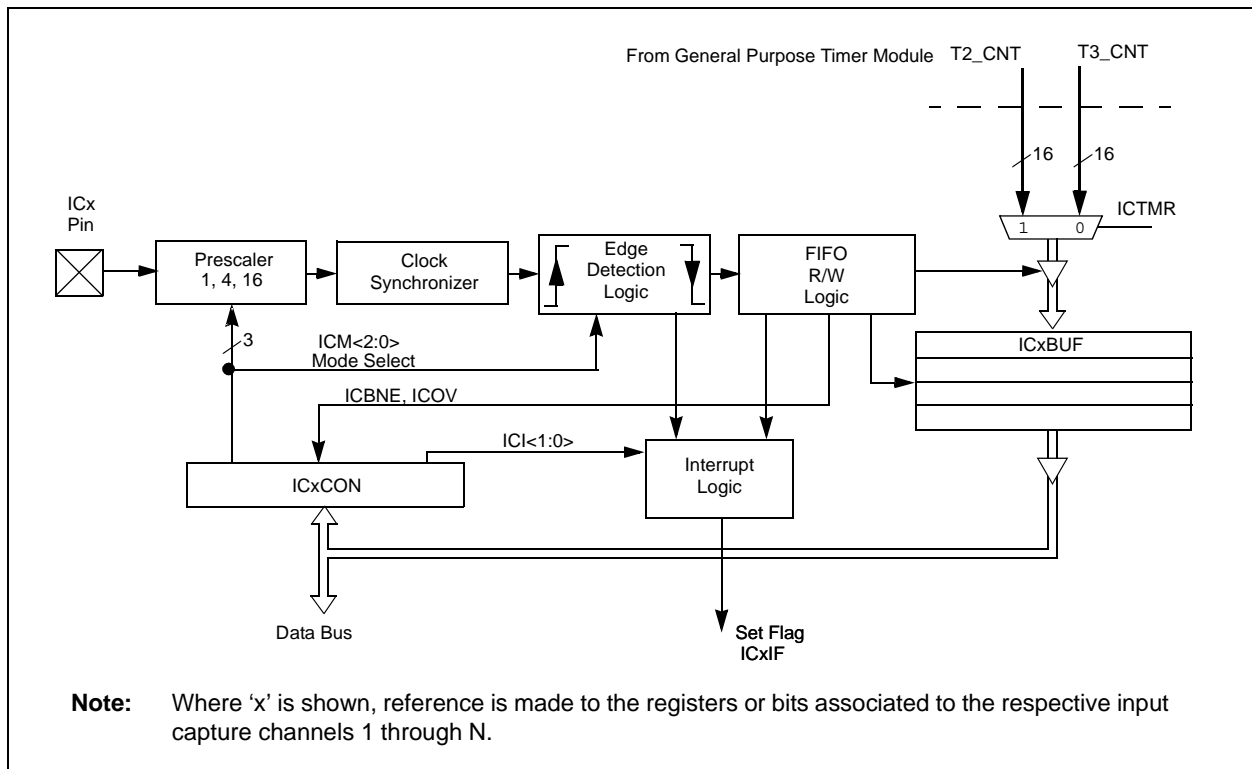 From General Purpose Timer Module
T2_CNT
T3_CNT
16
16
ICx
Pin
ICTMR
1
0
Prescaler
1, 4, 16
Clock
Synchronizer
Edge
Detection
Logic
FIFO
R/W
Logic
3
ICM<2:0>
Mode Select
ICxBUF
ICBNE, ICOV
ICI<1:0>
Interrupt
Logic
ICxCON
Data Bus
Set Flag
ICxIF
Note: Where ‘x’ is shown, reference is made to the registers or bits associated to the respective input
capture channels 1 through N.